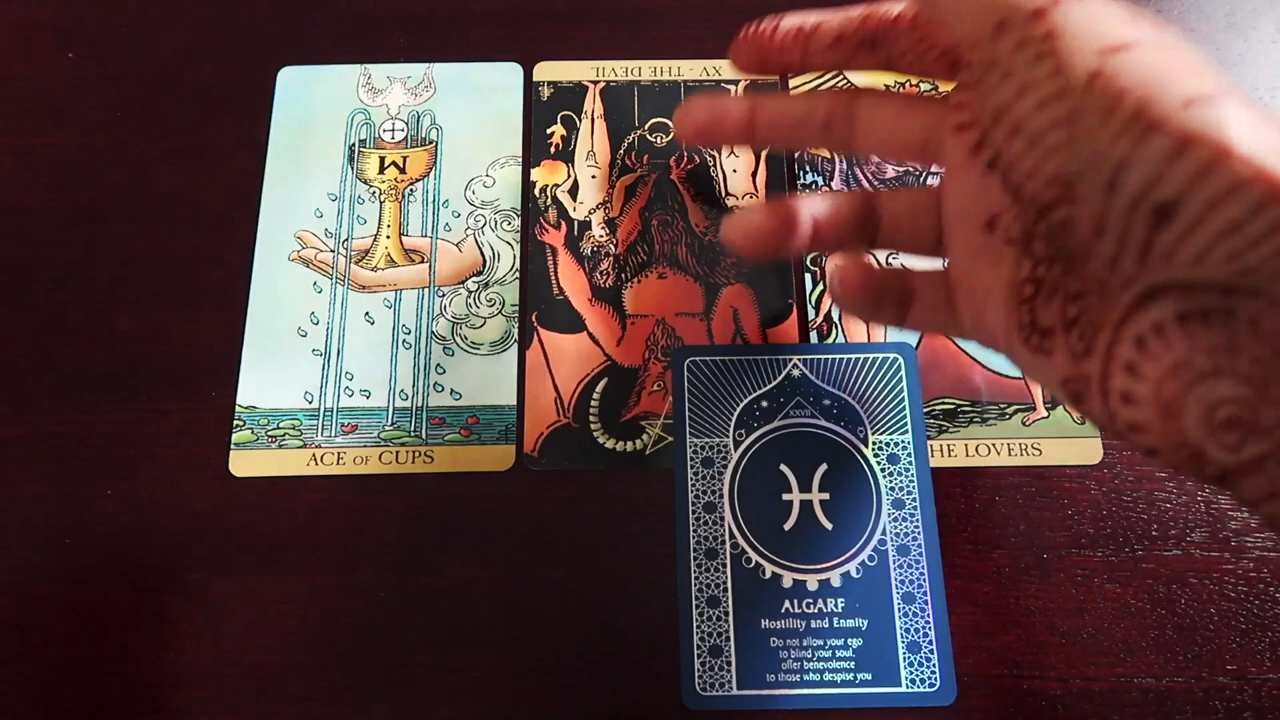 XV - THE DEVIL
M
ACE OF CUPS
HE LOVERS
XXVII
ALGARF
Hostility and Enmity
Do not allow your ego
to blind your soul,
offer benevolence
to those who despise you